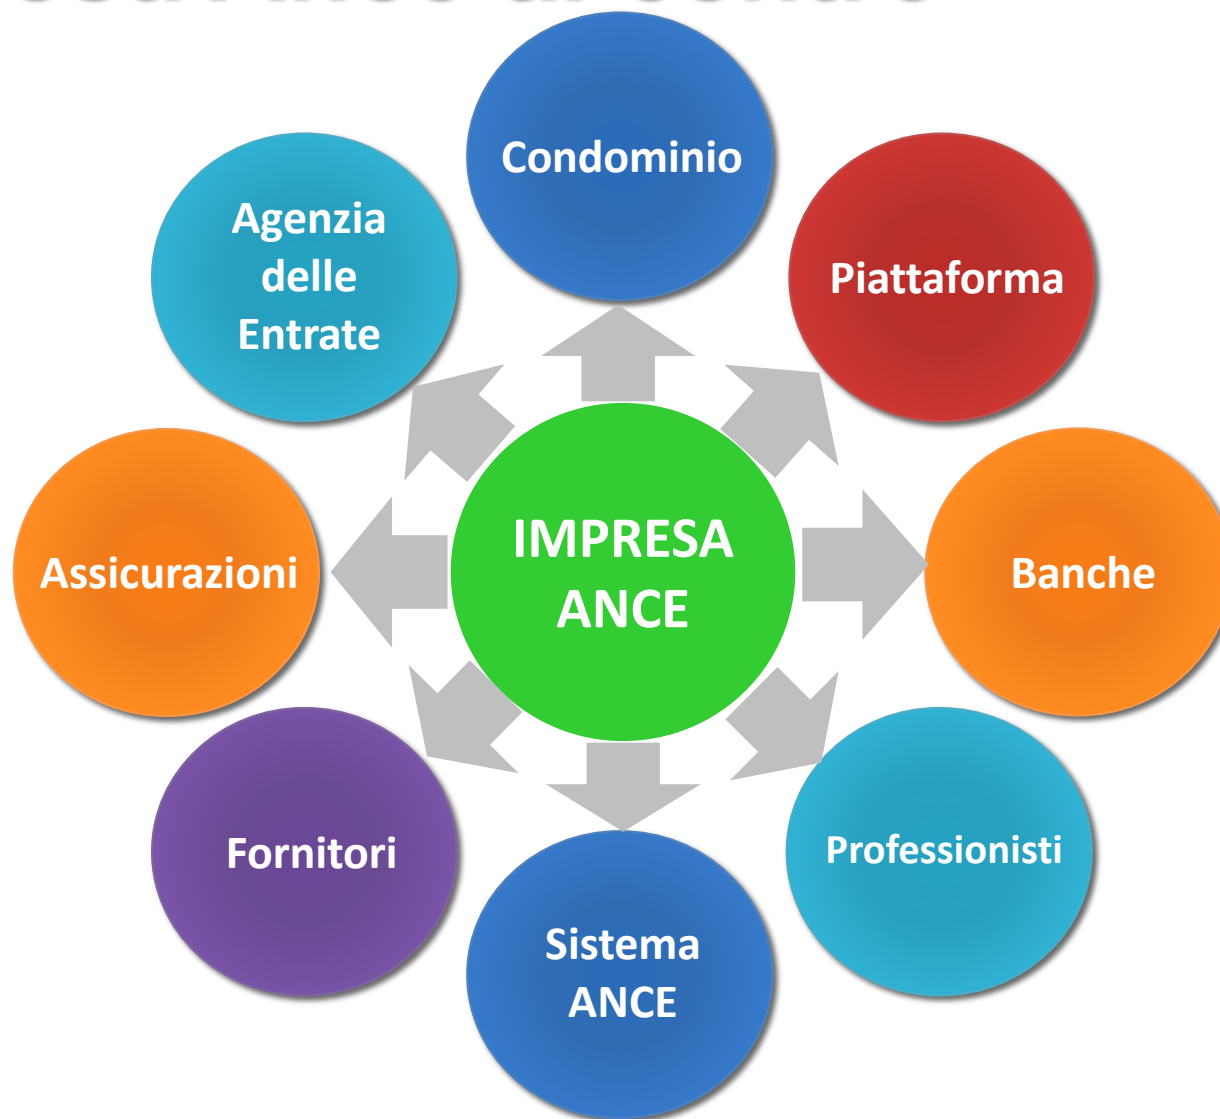 Condominio
Agenzia
delle
Entrate
Piattaforma
IMPRESA
ANCE
Assicurazioni
Banche
Fornitori
Professionisti
Sistema
ANCE